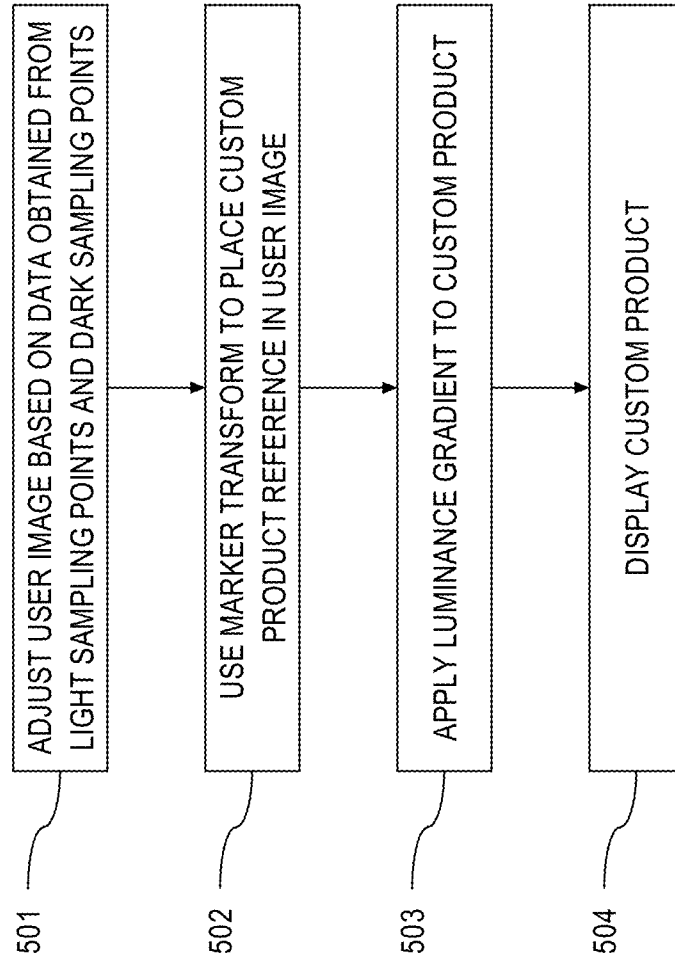 501
ADJUST USER IMAGE BASED ON DATA OBTAINED FROM
LIGHT SAMPLING POINTS AND DARK SAMPLING POINTS
502
USE MARKER TRANSFORM TO PLACE CUSTOM
PRODUCT REFERENCE IN USER IMAGE
503
APPLY LUMINANCE GRADIENT TO CUSTOM PRODUCT
504
DISPLAY CUSTOM PRODUCT